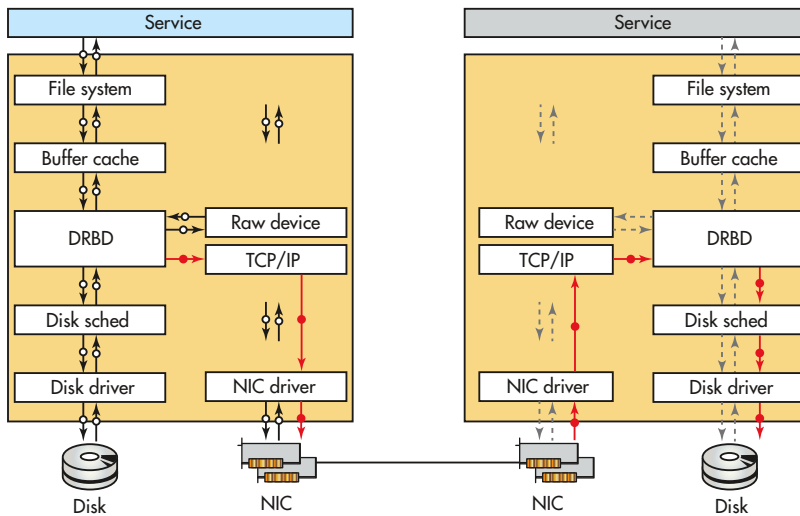 Service
File system
Buffer cache
DRBD
Raw device
TCP/IP
Disk sched
Disk driver
NIC driver
Disk
NIC
Service
File system
Buffer cache
Raw device
DRBD
TCP/IP
Disk sched
NIC driver
Disk driver
NIC
Disk